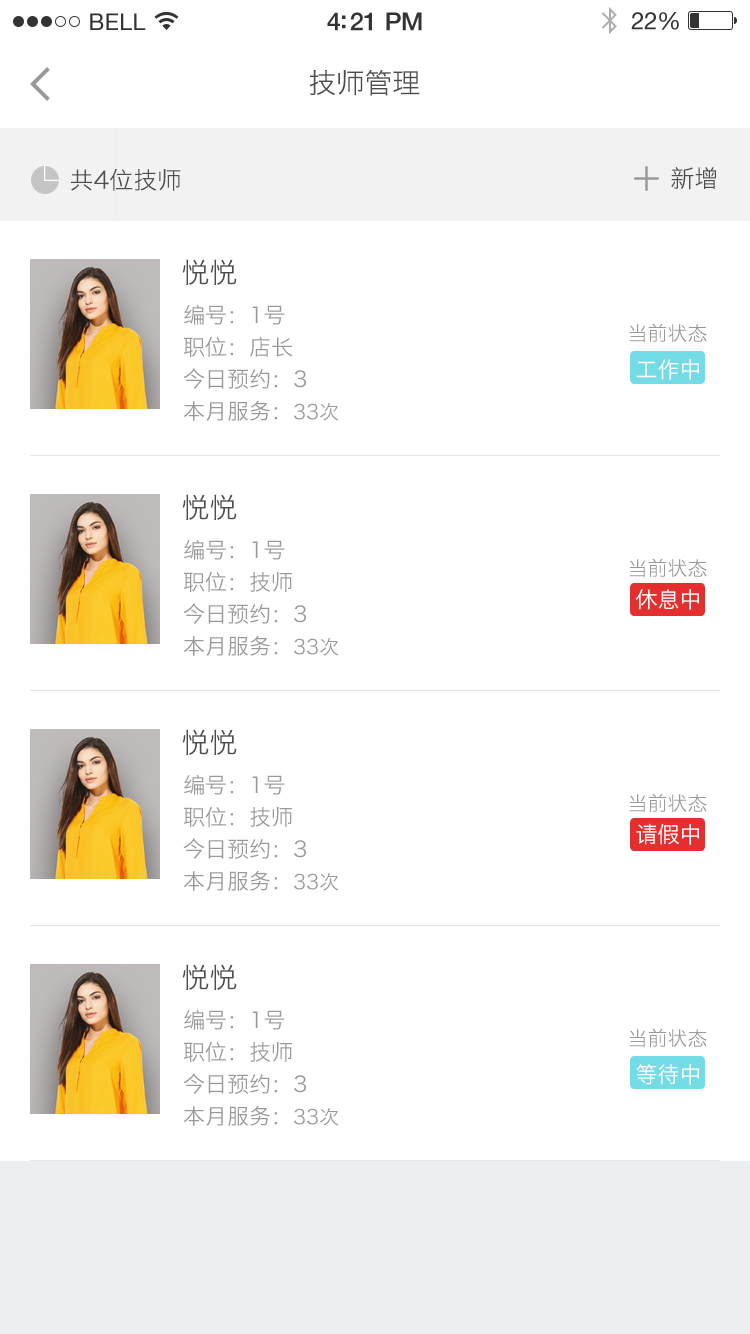 BELL 4:21 PM 22%
技师管理
共4位技师 新增
悦悦
编号：1号
职位：店长
今日预约：3
本月服务：33次
当前状态
工作中
悦悦
编号：1号
职位：技师
今日预约：3
本月服务：33次
当前状态
休息中
悦悦
编号：1号
职位：技师
今日预约：3
本月服务：33次
当前状态
请假中
悦悦
编号：1号
职位：技师
今日预约：3
本月服务：33次
当前状态
等待中